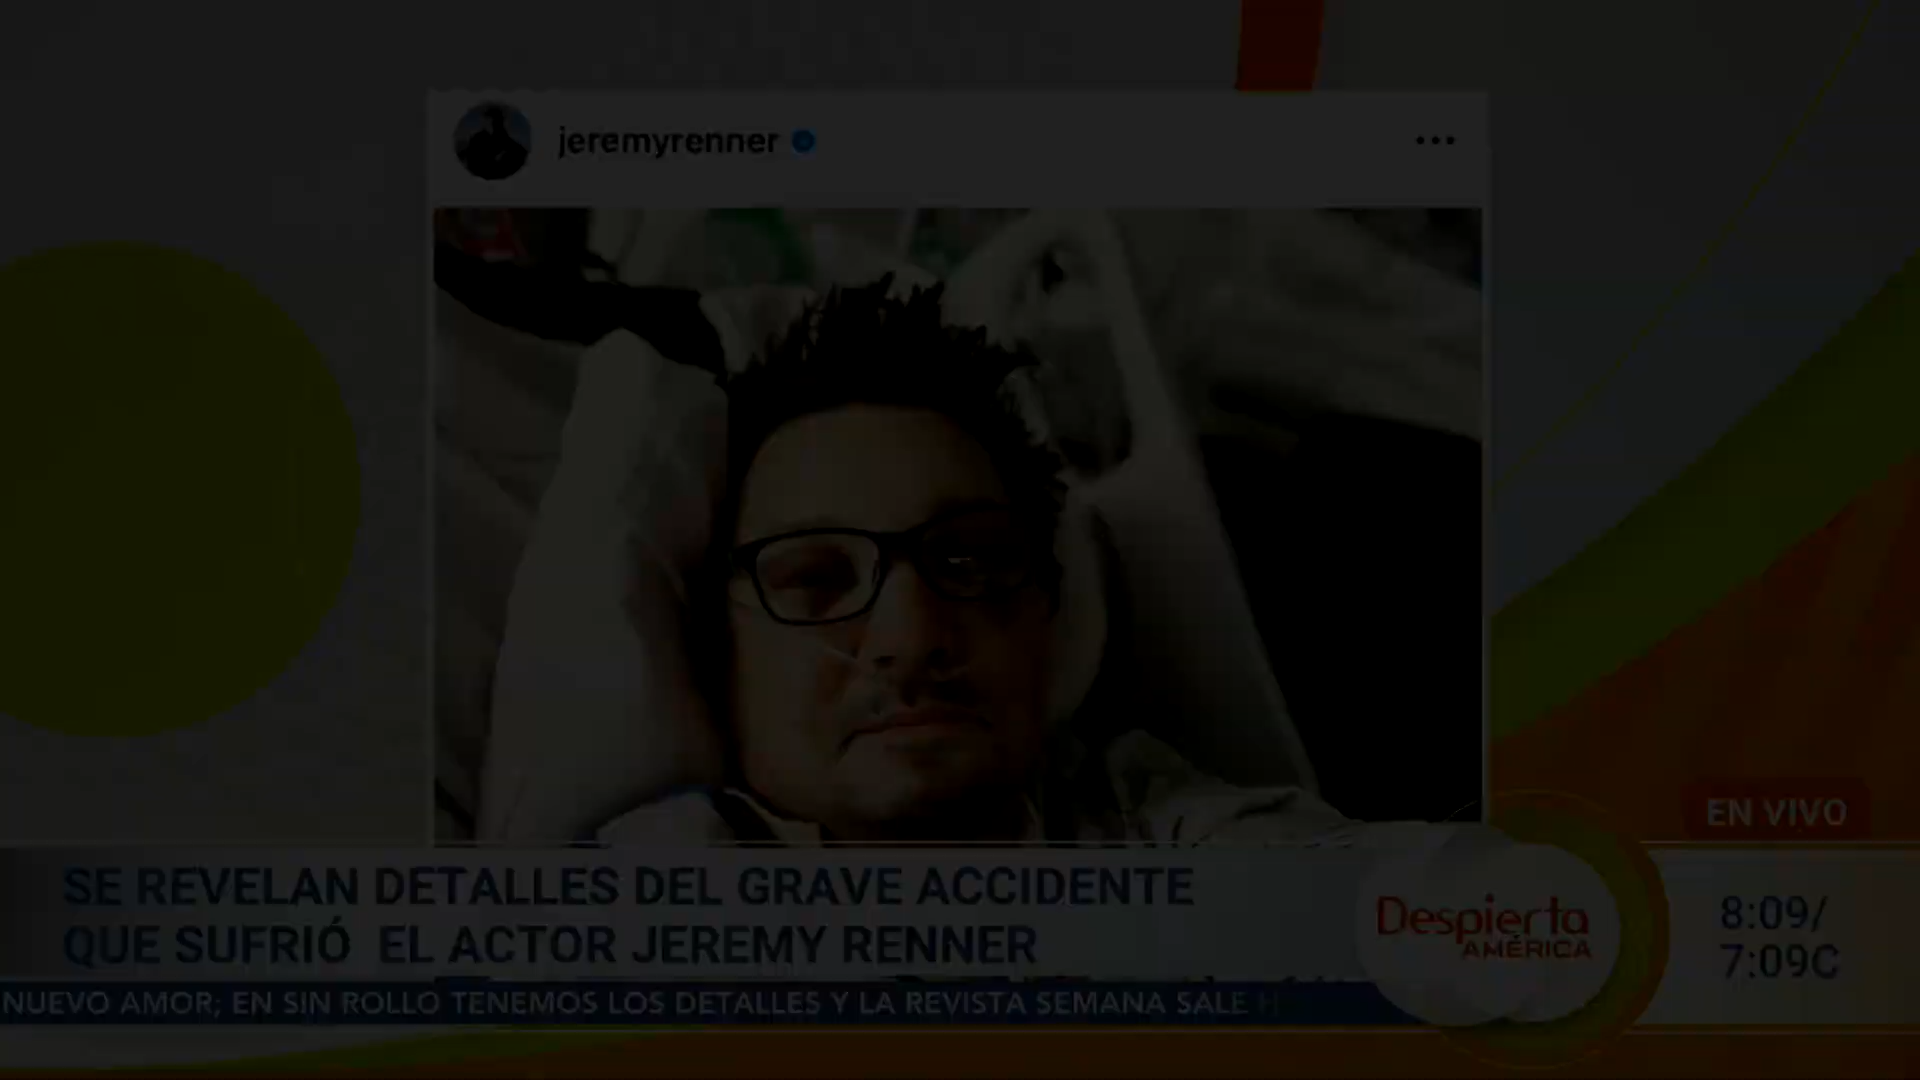 jeremyrenner
EN VIVO
SE REVELAN DETALLES DEL GRAVE ACCIDENTE
QUE SUFRIÓ EL ACTOR JEREMY RENNER
Despierta
AMÉRICA
8:09/
7:09C
NUEVO AMOR; EN SIN ROLLO TENEMOS LOS DETALLES Y LA REVISTA SEMANA SALE